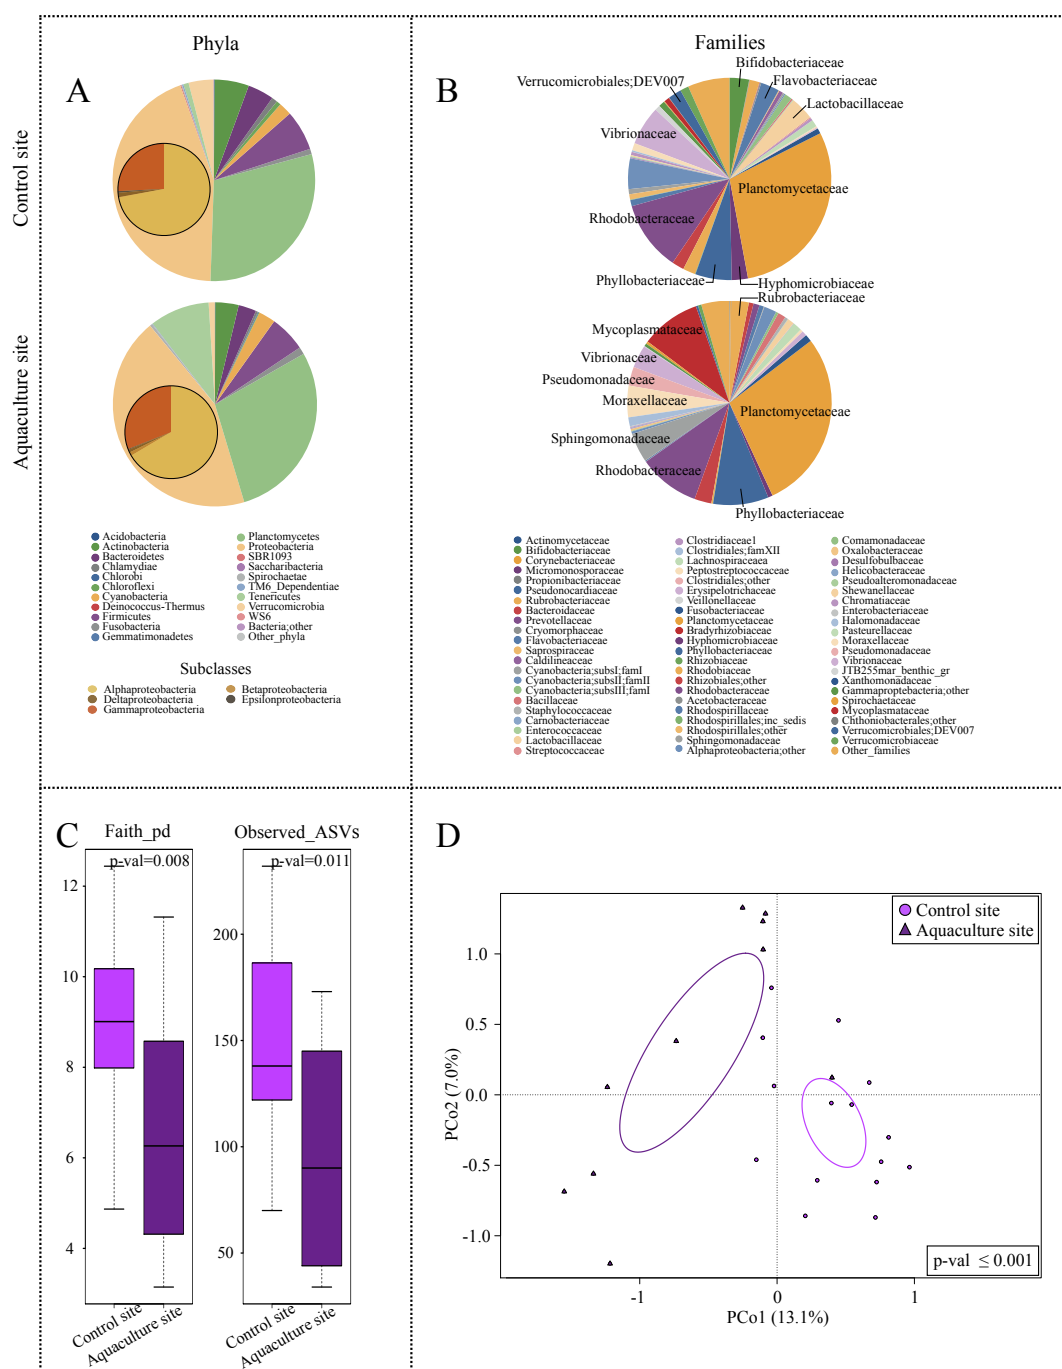 Phyla
Families
A
B
Control site
Aquaculture site
Bifidobacteriaceae
Verrucomicrobiales;DEV007
Flavobacteriaceae
Lactobacillaceae
Vibrionaceae
Planctomycetaceae
Rhodobacteraceae
Phyllobacteriaceae
Hyphomicrobiaceae
Rubrobacteriaceae
Mycoplasmataceae
Vibrionaceae
Pseudomonadaceae
Moraxellaceae
Planctomycetaceae
Sphingomonadaceae
Rhodobacteraceae
Phyllobacteriaceae
Acidobacteria
Actinobacteria
Bacteroidetes
Chlamydiae
Chlorobi
Chloroflexi
Cyanobacteria
Deinococcus-Thermus
Firmicutes
Fusobacteria
Gemmatimonadetes
Planctomycetes
Proteobacteria
SBR1093
Saccharibacteria
Spirochaetae
TM6_Dependentiae
Tenericutes
Verrucomicrobia
WS6
Bacteria;other
Other_phyla
Subclasses
Alphaproteobacteria
Deltaproteobacteria
Gammaproteobacteria
Betaproteobacteria
Epsilonproteobacteria
Actinomycetaceae
Bifidobacteriaceae
Corynebacteriaceae
Micromonosporaceae
Propionibacteriaceae
Pseudonocardiaceae
Rubrobacteriaceae
Bacteroidaceae
Prevotellaceae
Cryomorphaceae
Flavobacteriaceae
Saprospiraceae
Caldilineaceae
Cyanobacteria;subsI;famI
Cyanobacteria;subsII;famII
Cyanobacteria;subsIII;famI
Bacillaceae
Staphylococcaceae
Carnobacteriaceae
Enterococcaceae
Lactobacillaceae
Streptococcaceae
Clostridiaceae1
Clostridiales;famXII
Lachnospiraceaea
Peptostreptococcaceae
Clostridiales;other
Erysipelotrichaceae
Veillonellaceae
Fusobacteriaceae
Planctomycetaceae
Bradyrhizobiaceae
Hyphomicrobiaceae
Phyllobacteriaceae
Rhizobiaceae
Rhodobiaceae
Rhizobiales;other
Rhodobacteraceae
Acetobacteraceae
Rhodospirillaceae
Rhodospirillales;inc_sedis
Rhodospirillales;other
Sphingomonadaceae
Alphaproteobacteria;other
Comamonadaceae
Oxalobacteraceae
Desulfobulbaceae
Helicobacteraceae
Pseudoalteromonadaceae
Shewanellaceae
Chromatiaceae
Enterobacteriaceae
Halomonadaceae
Pasteurellaceae
Moraxellaceae
Pseudomonadaceae
Vibrionaceae
JTB255mar_benthic_gr
Xanthomonadaceae
Gammaproptebacteria;other
Spirochaetaceae
Mycoplasmataceae
Chthoniobacterales;other
Verrucomicrobiales;DEV007
Verrucomicrobiaceae
Other_families
C
Faith_pd
p-val=0.008
12
10
8
6
4
Control site
Aquaculture site
Observed_ASVs
p-val=0.011
200
150
100
50
Control site
Aquaculture site
D
Control site
Aquaculture site
PCo2 (7.0%)
1.0
0.5
0.0
-0.5
-1.0
p-val ≤ 0.001
-1
0
1
PCo1 (13.1%)